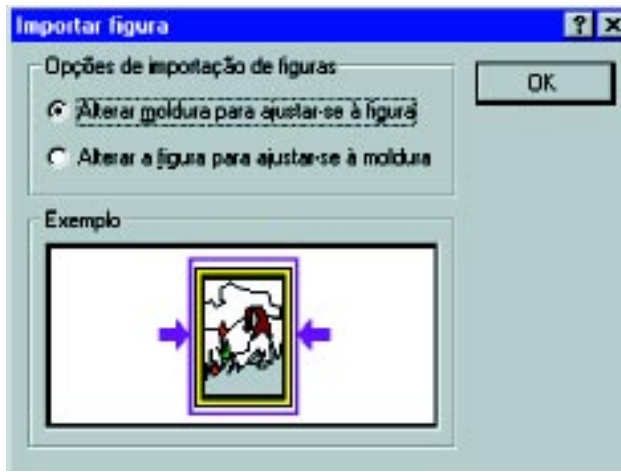 Importar figura
Opções de importação de figuras
OK
Alterar moldura para ajustar-se à figura
Alterar a figura para ajustar-se à moldura
Exemplo